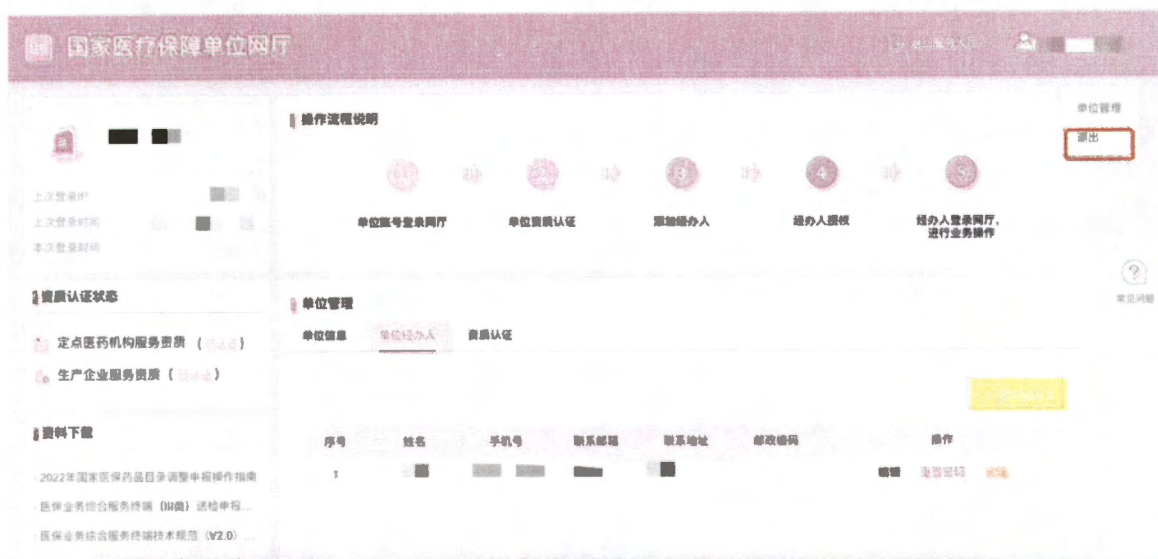 国家医疗保障单位网厅
单位管理
退出
操作流程说明
3
4
5
单位账号登录网厅
单位资质认证
添加经办人
经办人授权
经办人登录网厅,
进行业务操作
上次登录IP
上次登录时间
本次登录时间
资质认证状态
定点医药机构服务资质
生产企业服务资质
资料下载
2022年国家医保药品目录调整申报操作指南
医保业务综合服务终端（III类）送检申报...
医保业务综合服务终端技术规范（V2.0）...
常见问题
单位管理
单位信息 单位经办人 资质认证
序号 姓名 手机号 联系邮箱 联系地址 邮政编码 操作
1 编辑 重置密码